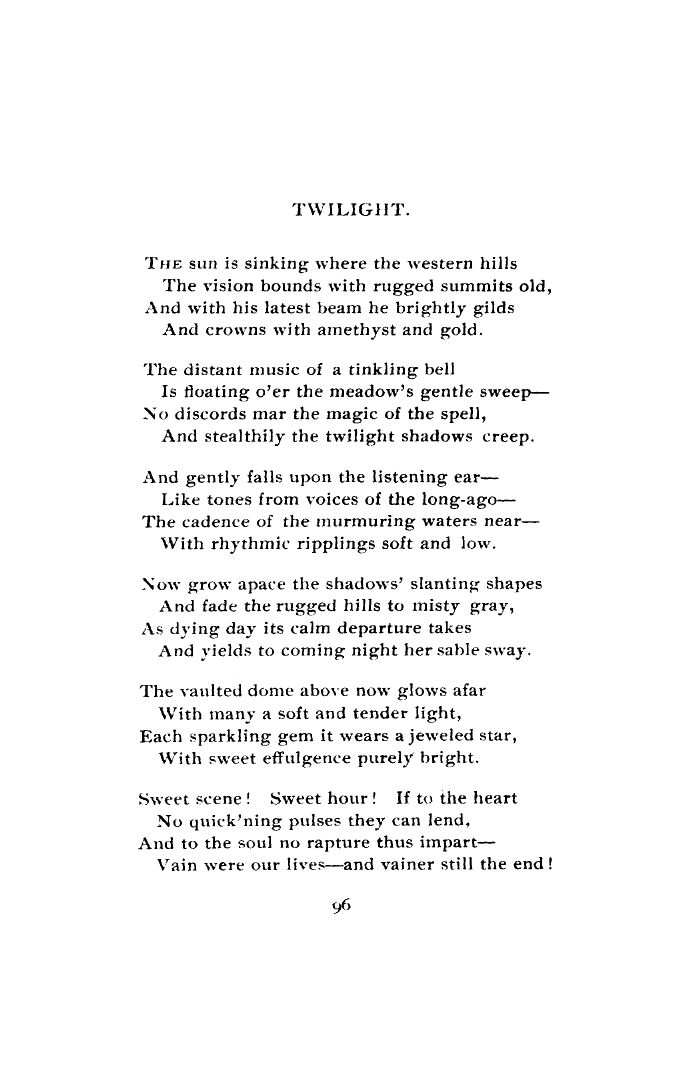 TWILIGHT.
THE sun is sinking where the western hills
The vision bounds with rugged summits old,
And with his latest beam he brightly gilds
And crowns with amethyst and gold.
The distant music of a tinkling bell
Is floating o'er the meadow's gentle sweep—
No discords mar the magic of the spell,
And stealthily the twilight shadows creep.
And gently falls upon the listening ear—
Like tones from voices of the long-ago—
The cadence of the murmuring waters near—
With rhythmic ripplings soft and low.
Now grow apace the shadows' slanting shapes
And fade the rugged hills to misty gray,
As dying day its calm departure takes
And yields to coming night her sable sway.
The vaulted dome above now glows afar
With many a soft and tender light,
Each sparkling gem it wears a jeweled star,
With sweet effulgence purely bright.
Sweet scene! Sweet hour! If to the heart
No quick'ning pulses they can lend,
And to the soul no rapture thus impart—
Vain were our lives—and vainer still the end!
96